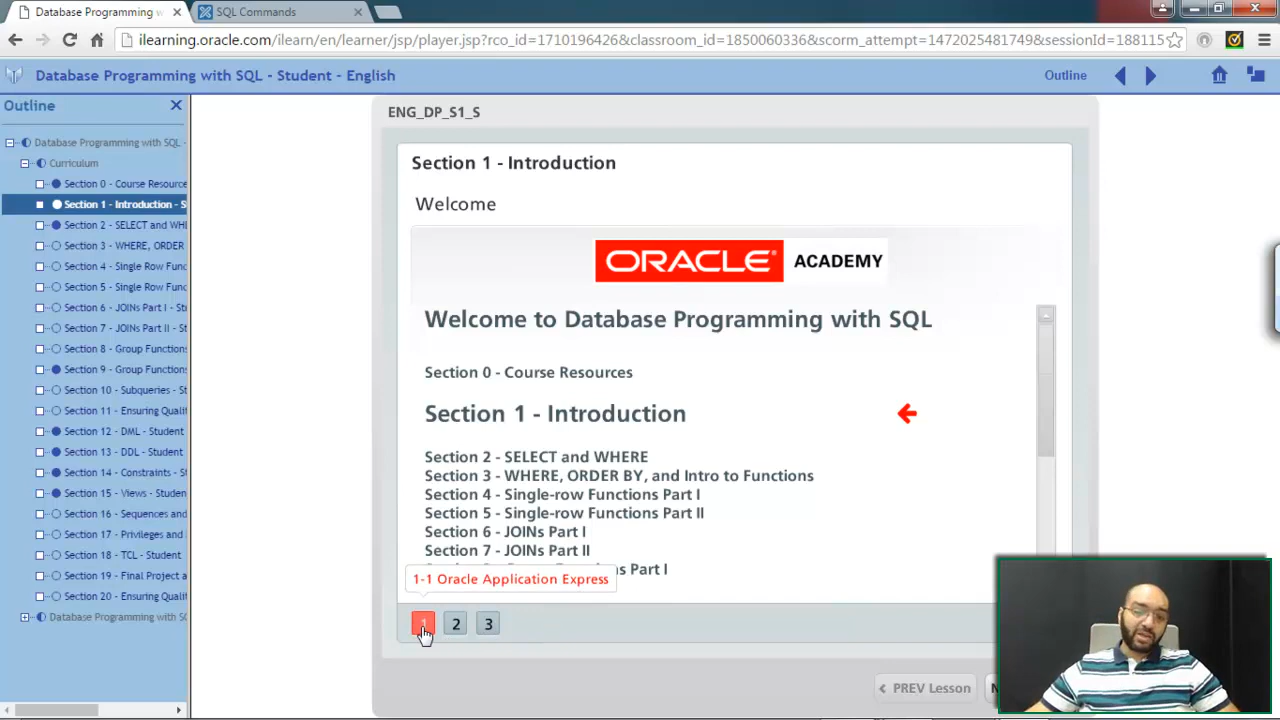 Database Programming w
SQL Commands
ilearning.oracle.com/ilearn/en/learner/jsp/player.jsp?rco_id=1710196426&classroom_id=1850060336&scorm_attempt=1472025481749&sessionId=188115
Database Programming with SQL - Student - English
Outline
Outline
Database Programming with SQL -
Curriculum
Section 0 - Course Resource
Section 1 - Introduction - S
Section 2 - SELECT and WH
Section 3 - WHERE, ORDER
Section 4 - Single Row Func
Section 5 - Single Row Func
Section 6 - JOINs Part I - Stu
Section 7 - JOINs Part II - St
Section 8 - Group Functions
Section 9 - Group Functions
Section 10 - Subqueries - St
Section 11 - Ensuring Qualit
Section 12 - DML - Student
Section 13 - DDL - Student
Section 14 - Constraints - St
Section 15 - Views - Studen
Section 16 - Sequences and
Section 17 - Privileges and
Section 18 - TCL - Student
Section 19 - Final Project a
Section 20 - Ensuring Qualit
Database Programming with SQ
ENG_DP_S1_S
Section 1 - Introduction
Welcome
ORACLE® ACADEMY
Welcome to Database Programming with SQL
Section 0 - Course Resources
Section 1 - Introduction
Section 2 - SELECT and WHERE
Section 3 - WHERE, ORDER BY, and Intro to Functions
Section 4 - Single-row Functions Part I
Section 5 - Single-row Functions Part II
Section 6 - JOINs Part I
Section 7 - JOINs Part II
ns Part I
1-1 Oracle Application Express
1 2 3
PREV Lesson
N